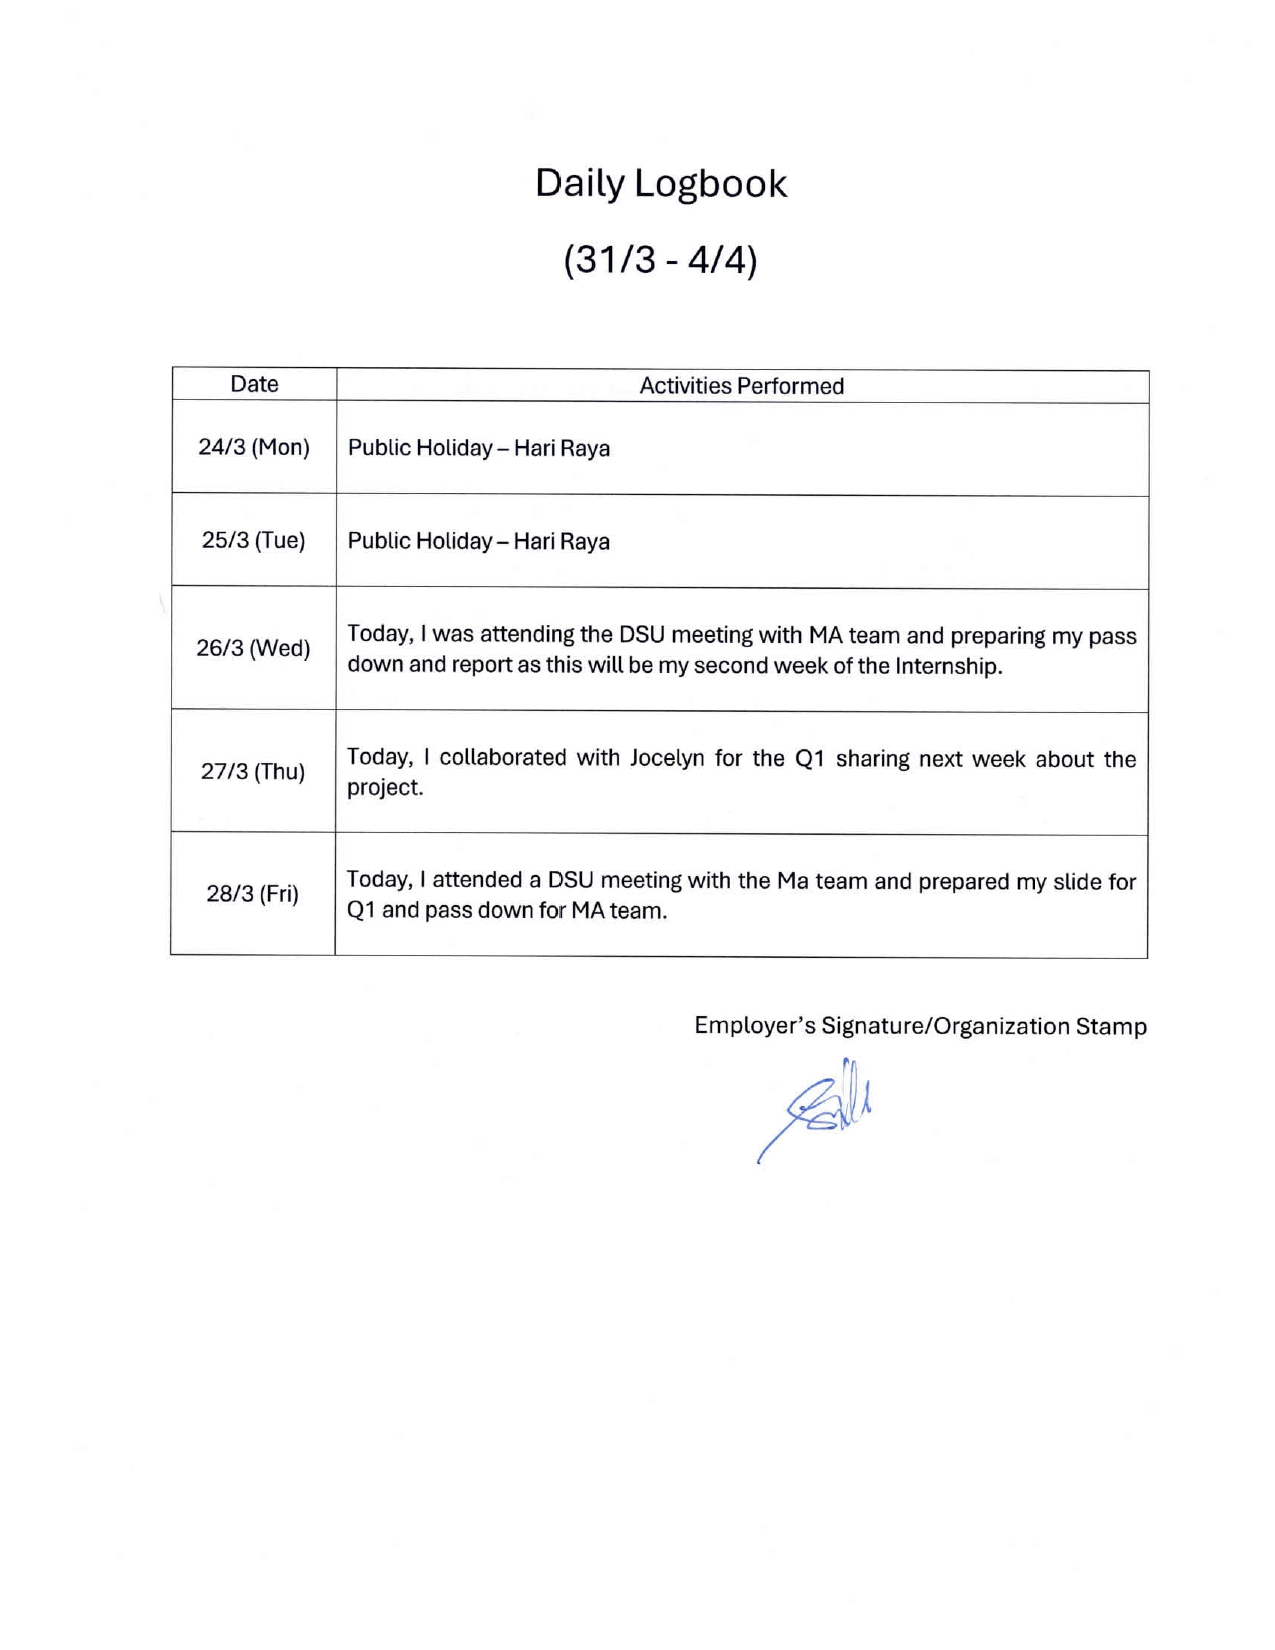 Daily Logbook
(31/3 - 4/4)
Date
Activities Performed
24/3 (Mon)
Public Holiday – Hari Raya
25/3 (Tue)
Public Holiday – Hari Raya
26/3 (Wed)
Today, I was attending the DSU meeting with MA team and preparing my pass
down and report as this will be my second week of the Internship.
27/3 (Thu)
Today, I collaborated with Jocelyn for the Q1 sharing next week about the
project.
28/3 (Fri)
Today, I attended a DSU meeting with the Ma team and prepared my slide for
Q1 and pass down for MA team.
Employer’s Signature/Organization Stamp